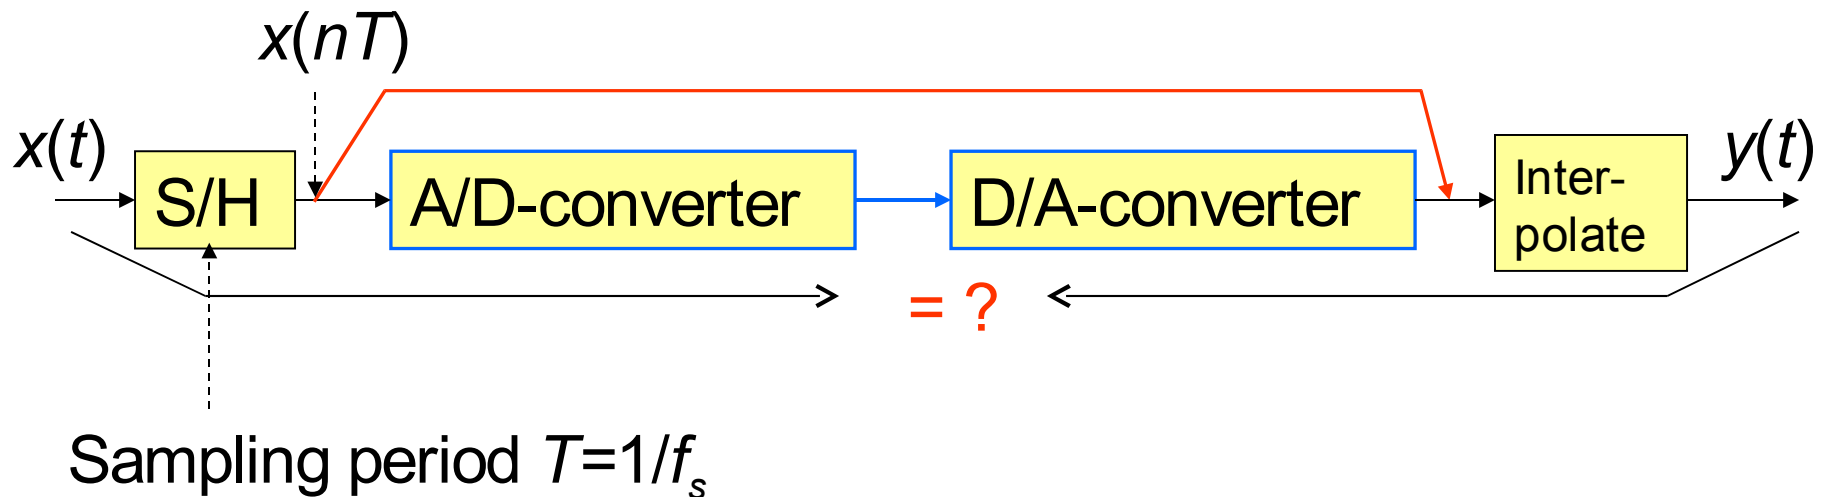 x(nT)
x(t)
S/H
A/D-converter
D/A-converter
Inter-
polate
y(t)
= ?
Sampling period T=1/fs